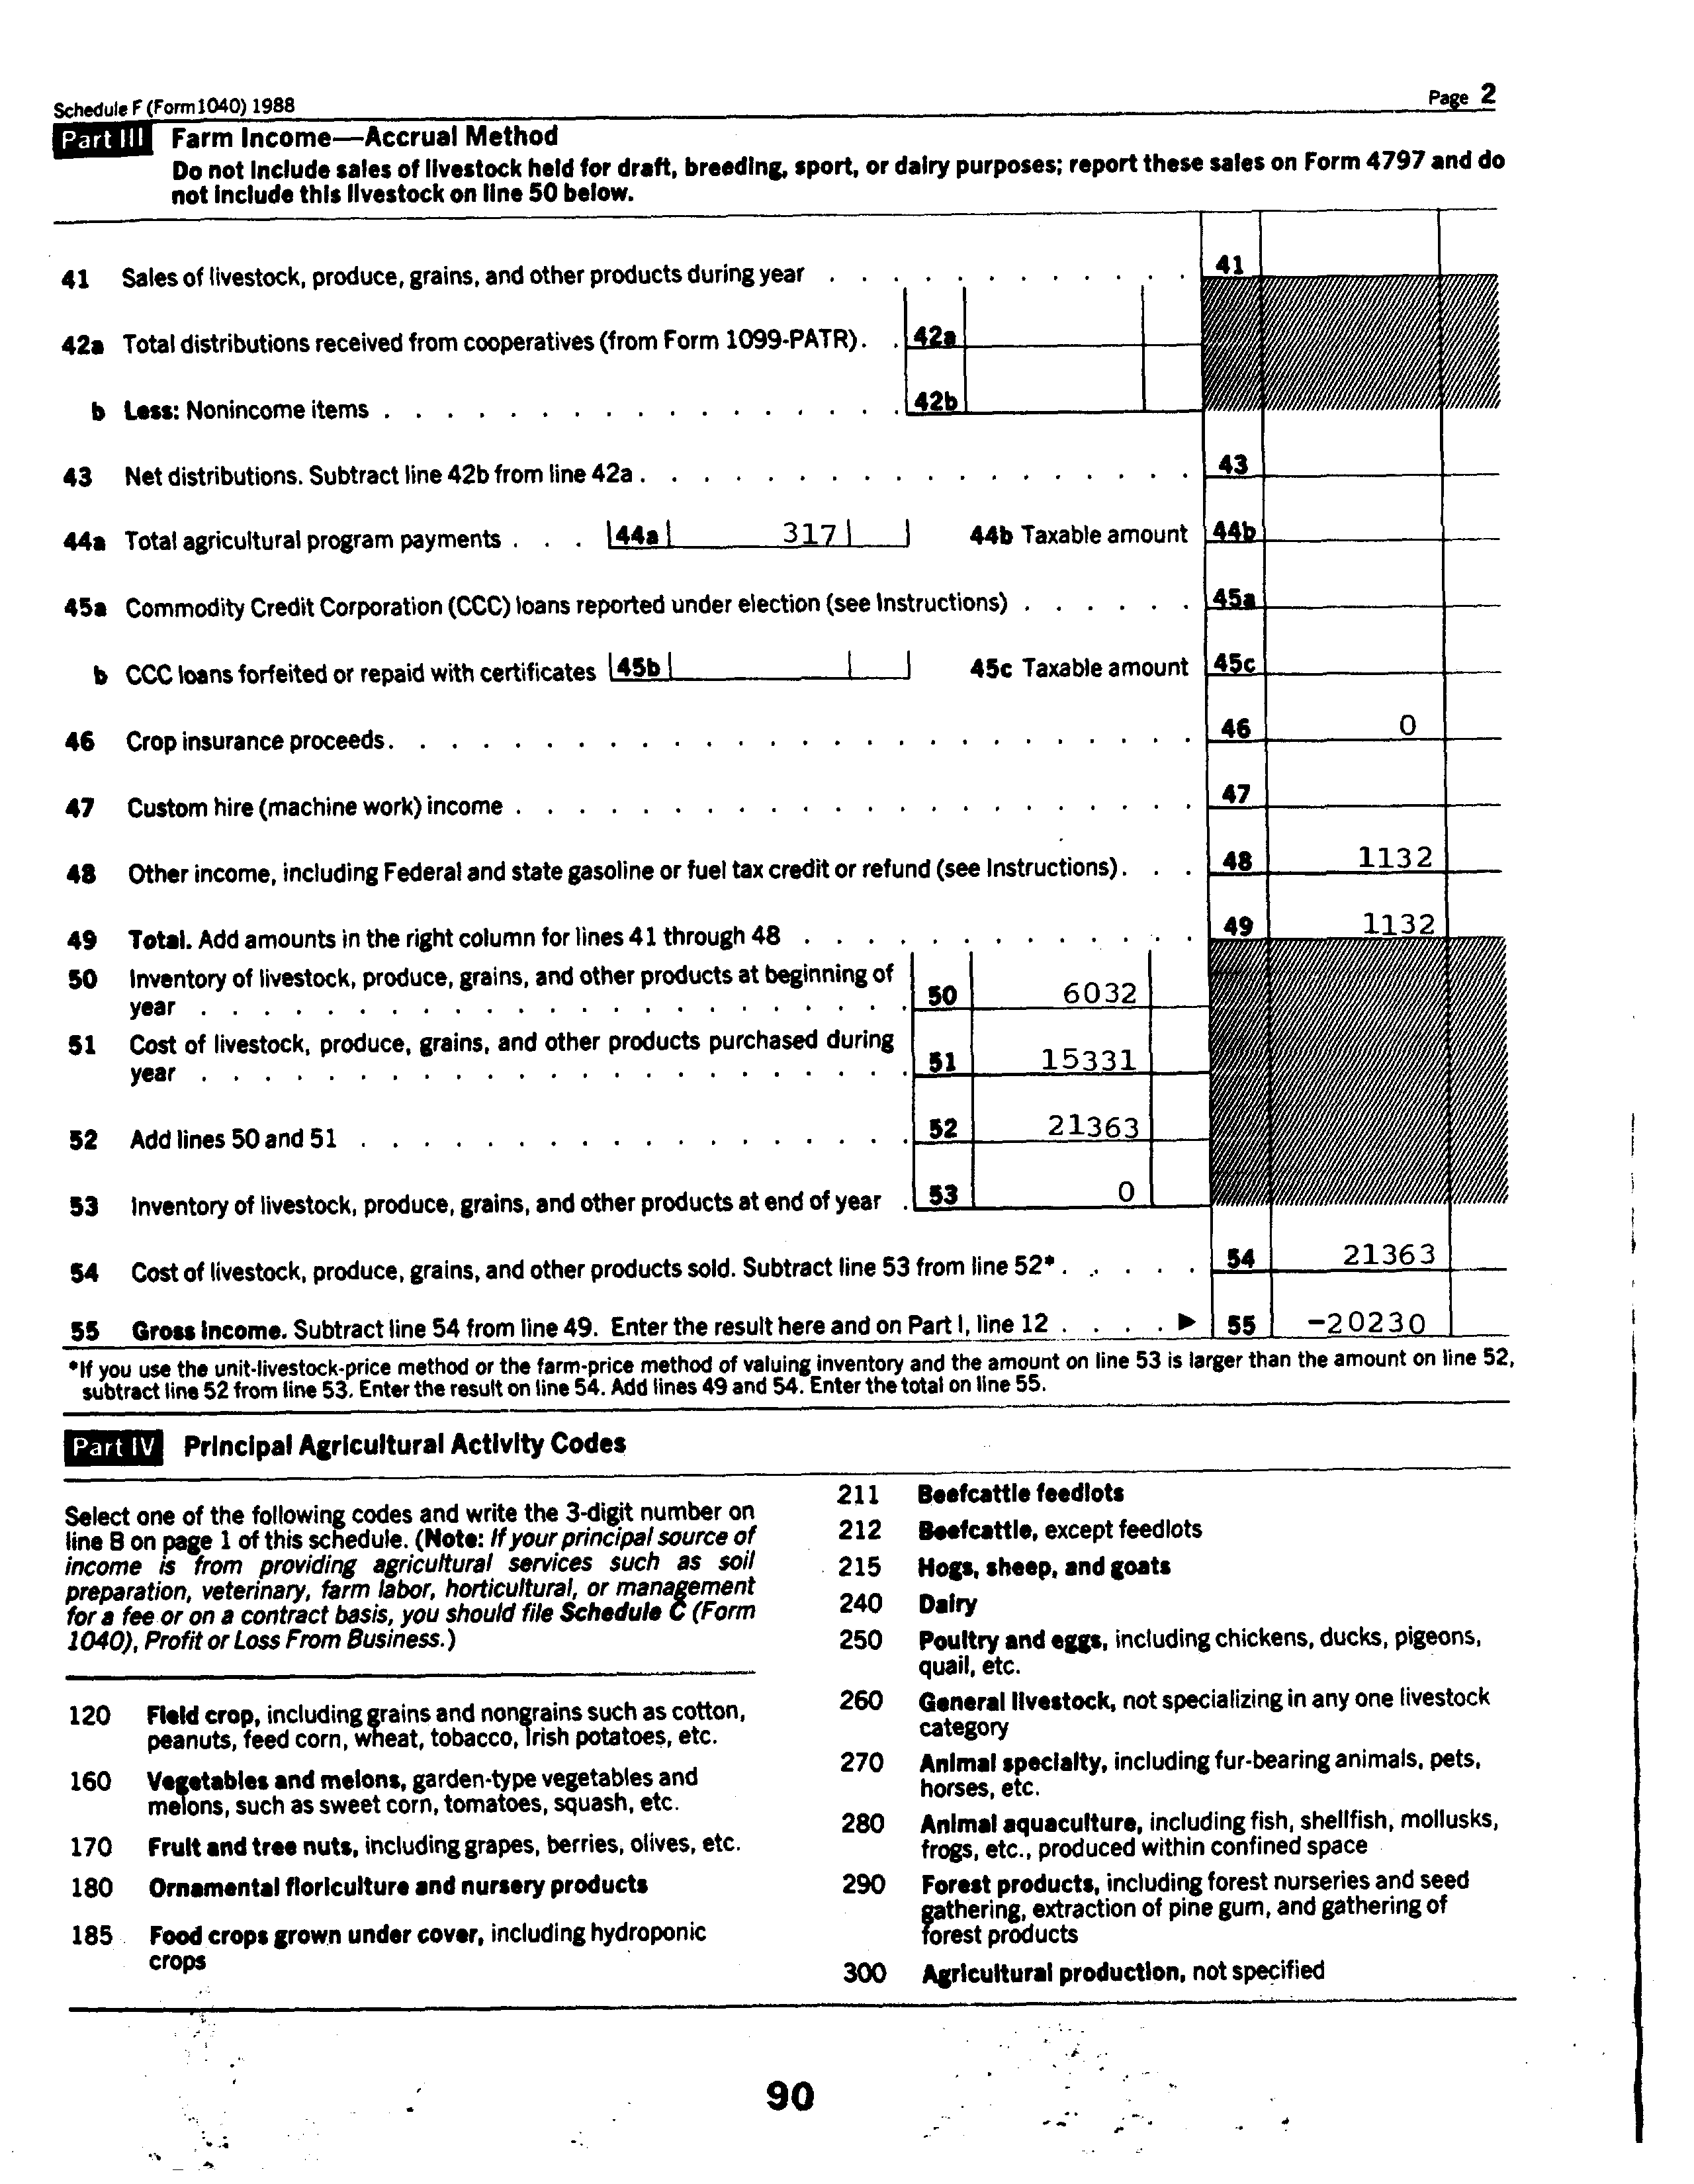 Schedule F (Form 1040) 1988 Page 2
Part III Farm Income—Accrual Method
Do not include sales of livestock held for draft, breeding, sport, or dairy purposes; report these sales on Form 4797 and do
not include this livestock on line 50 below.
41 Sales of livestock, produce, grains, and other products during year . . . . . . . . . . . . 41
42a Total distributions received from cooperatives (from Form 1099-PATR) . . 42a
b Less: Nonincome items . . . . . . . . . . . . . . . . . 42b
43 Net distributions. Subtract line 42b from line 42a . . . . . . . . . . . . . . . . . . 43
44a Total agricultural program payments . . . 44a 317 44b Taxable amount 44b
45a Commodity Credit Corporation (CCC) loans reported under election (see Instructions) . . . . . . 45a
b CCC loans forfeited or repaid with certificates 45b 45c Taxable amount 45c
46 Crop insurance proceeds . . . . . . . . . . . . . . . . . . . . . . . . . . 46 0
47 Custom hire (machine work) income . . . . . . . . . . . . . . . . . . . . . . 47
48 Other income, including Federal and state gasoline or fuel tax credit or refund (see Instructions) . . . 48 1132
49 Total. Add amounts in the right column for lines 41 through 48 . . . . . . . . . . . . . 49 1132
50 Inventory of livestock, produce, grains, and other products at beginning of
year . . . . . . . . . . . . . . . . . . . . . . . 50 6032
51 Cost of livestock, produce, grains, and other products purchased during
year . . . . . . . . . . . . . . . . . . . . . . . 51 15331
52 Add lines 50 and 51 . . . . . . . . . . . . . . . . . . 52 21363
53 Inventory of livestock, produce, grains, and other products at end of year . 53 0
54 Cost of livestock, produce, grains, and other products sold. Subtract line 53 from line 52* . . . . . 54 21363
55 Gross income. Subtract line 54 from line 49. Enter the result here and on Part I, line 12 . . . . ▶ 55 -20230
*If you use the unit-livestock-price method or the farm-price method of valuing inventory and the amount on line 53 is larger than the amount on line 52,
subtract line 52 from line 53. Enter the result on line 54. Add lines 49 and 54. Enter the total on line 55.
Part IV Principal Agricultural Activity Codes
Select one of the following codes and write the 3-digit number on
line B on page 1 of this schedule. (Note: If your principal source of
income is from providing agricultural services such as soil
preparation, veterinary, farm labor, horticultural, or management
for a fee or on a contract basis, you should file Schedule C (Form
1040), Profit or Loss From Business.)
120 Field crop, including grains and nongrains such as cotton,
peanuts, feed corn, wheat, tobacco, Irish potatoes, etc.
160 Vegetables and melons, garden-type vegetables and
melons, such as sweet corn, tomatoes, squash, etc.
170 Fruit and tree nuts, including grapes, berries, olives, etc.
180 Ornamental floriculture and nursery products
185 Food crops grown under cover, including hydroponic
crops
211 Beefcattle feedlots
212 Beefcattle, except feedlots
215 Hogs, sheep, and goats
240 Dairy
250 Poultry and eggs, including chickens, ducks, pigeons,
quail, etc.
260 General livestock, not specializing in any one livestock
category
270 Animal specialty, including fur-bearing animals, pets,
horses, etc.
280 Animal aquaculture, including fish, shellfish, mollusks,
frogs, etc., produced within confined space
290 Forest products, including forest nurseries and seed
gathering, extraction of pine gum, and gathering of
forest products
300 Agricultural production, not specified
90